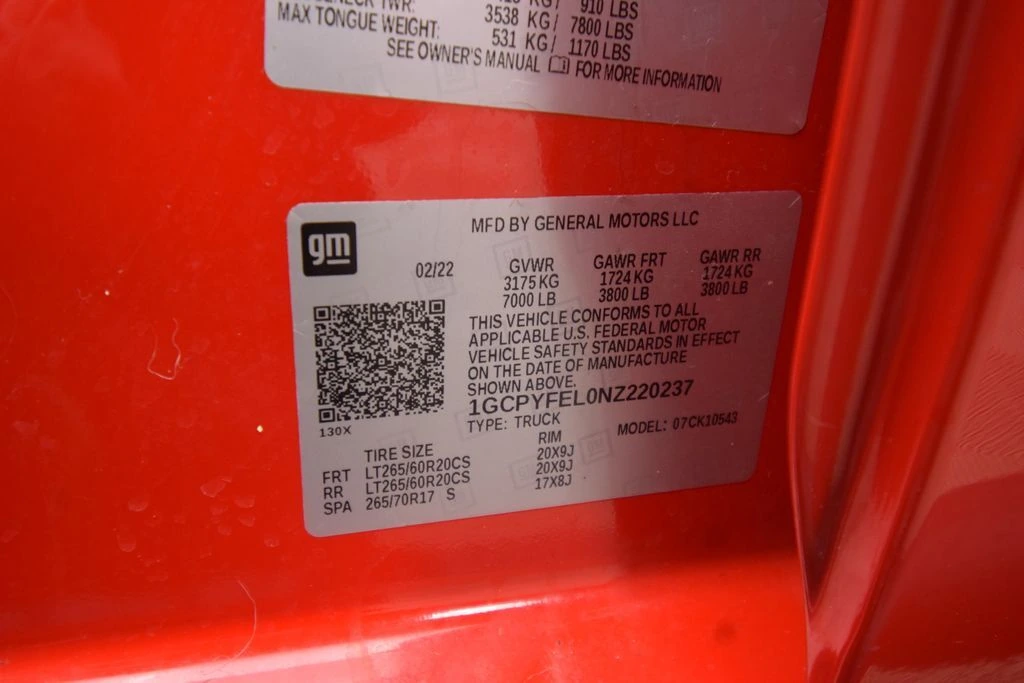 TWR:
KG / 910 LBS
3538 KG / 7800 LBS
MAX TONGUE WEIGHT: 531 KG / 1170 LBS
SEE OWNER'S MANUAL FOR MORE INFORMATION
gm
MFD BY GENERAL MOTORS LLC
02/22 GVWR GAWR FRT GAWR RR
3175 KG 1724 KG 1724 KG
7000 LB 3800 LB 3800 LB
THIS VEHICLE CONFORMS TO ALL
APPLICABLE U.S. FEDERAL MOTOR
VEHICLE SAFETY STANDARDS IN EFFECT
ON THE DATE OF MANUFACTURE
SHOWN ABOVE.
1GCPYFEL0NZ220237
TYPE: TRUCK MODEL: 07CK10543
130X
TIRE SIZE RIM
FRT LT265/60R20CS 20X9J
RR LT265/60R20CS 20X9J
SPA 265/70R17 S 17X8J